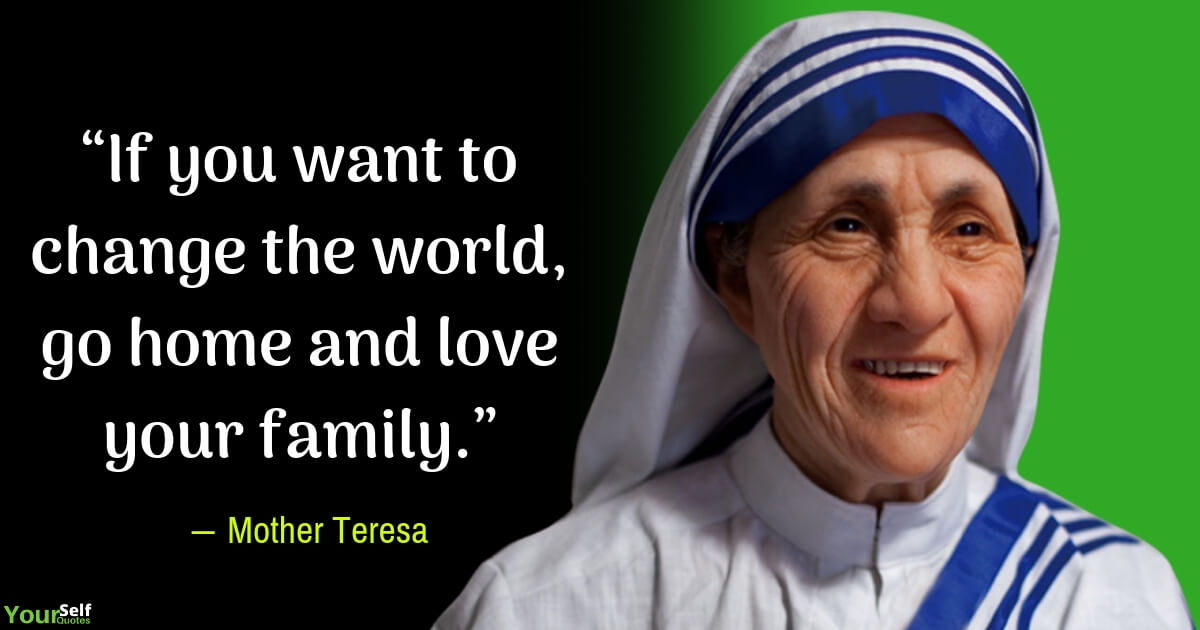 “If you want to
change the world,
go home and love
your family.”
— Mother Teresa
YourSelf
Quotes